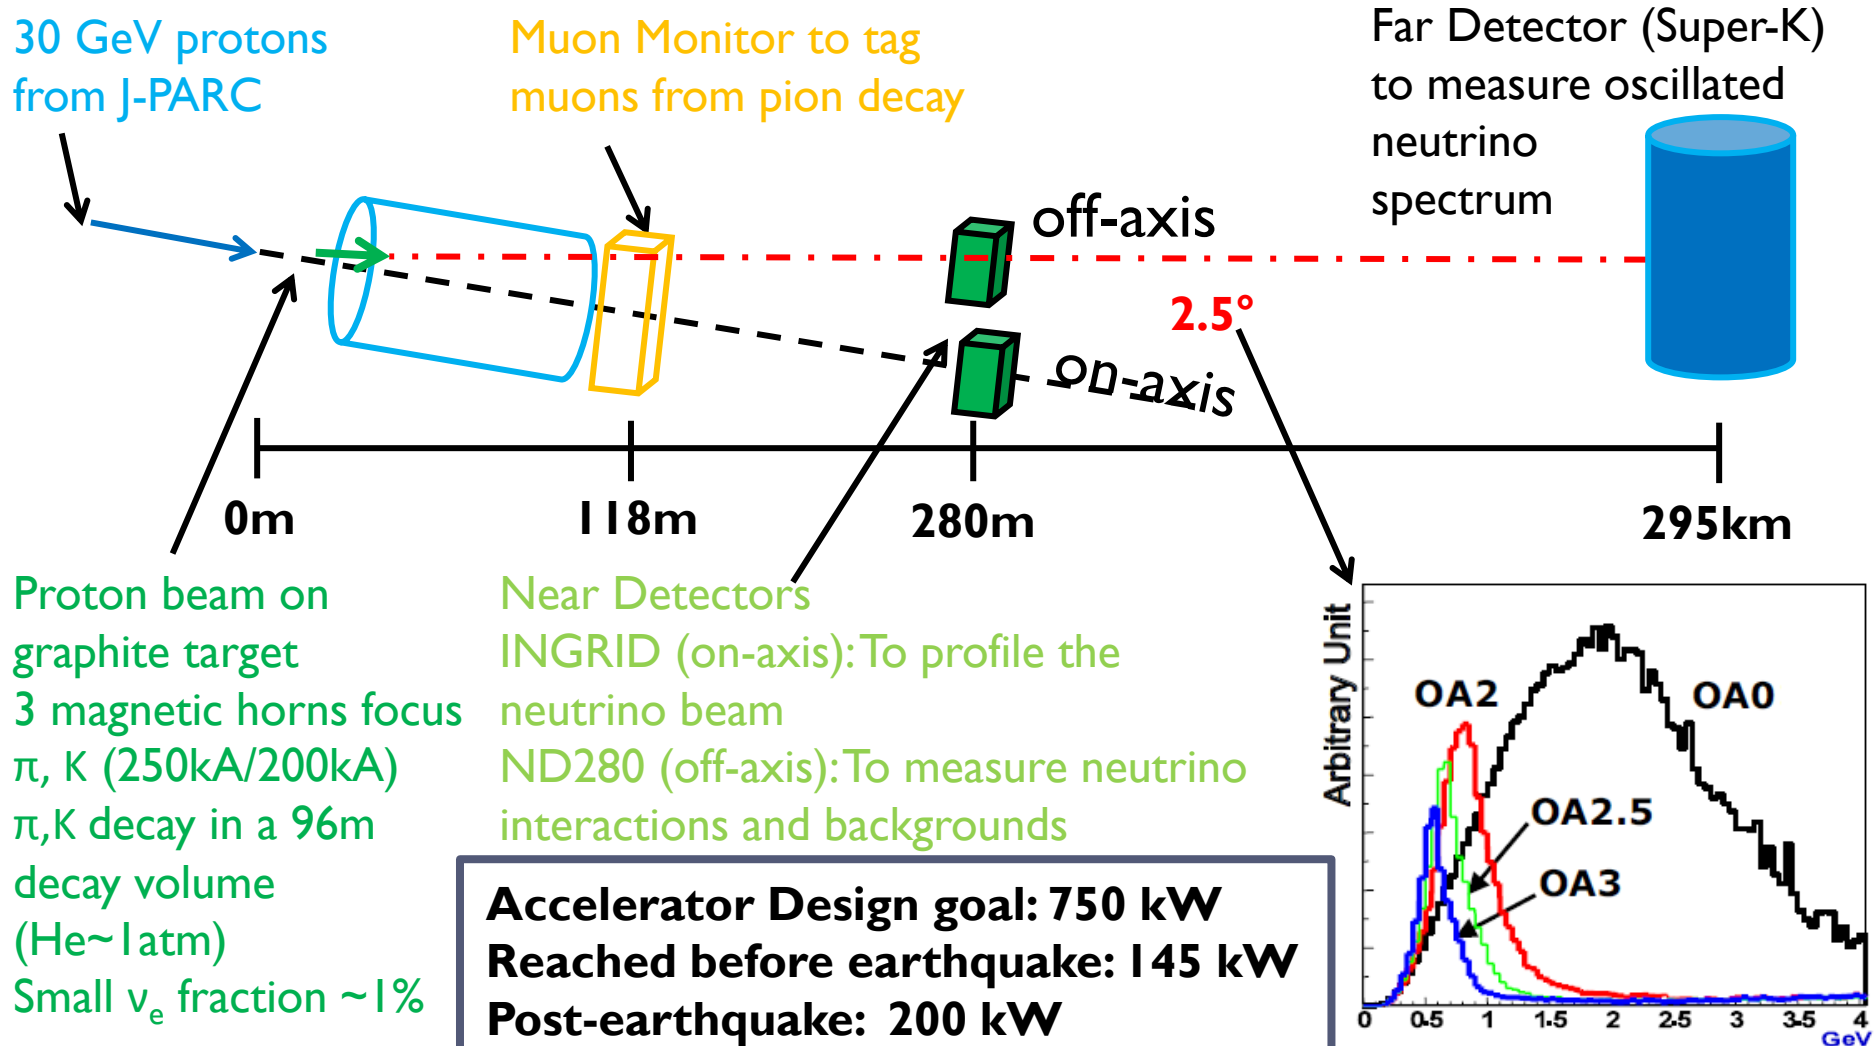 30 GeV protons
from J-PARC
Muon Monitor to tag
muons from pion decay
Far Detector (Super-K)
to measure oscillated
neutrino
spectrum
off-axis
2.5°
on-axis
0m
118m
280m
295km
Proton beam on
graphite target
3 magnetic horns focus
π, K (250kA/200kA)
π,K decay in a 96m
decay volume
(He~1atm)
Small νe fraction ~1%
Near Detectors
INGRID (on-axis): To profile the
neutrino beam
ND280 (off-axis): To measure neutrino
interactions and backgrounds
Accelerator Design goal: 750 kW
Reached before earthquake: 145 kW
Post-earthquake: 200 kW
Arbitrary Unit
OA2
OA0
OA2.5
OA3
0 0.5 1 1.5 2 2.5 3 3.5 4
GeV